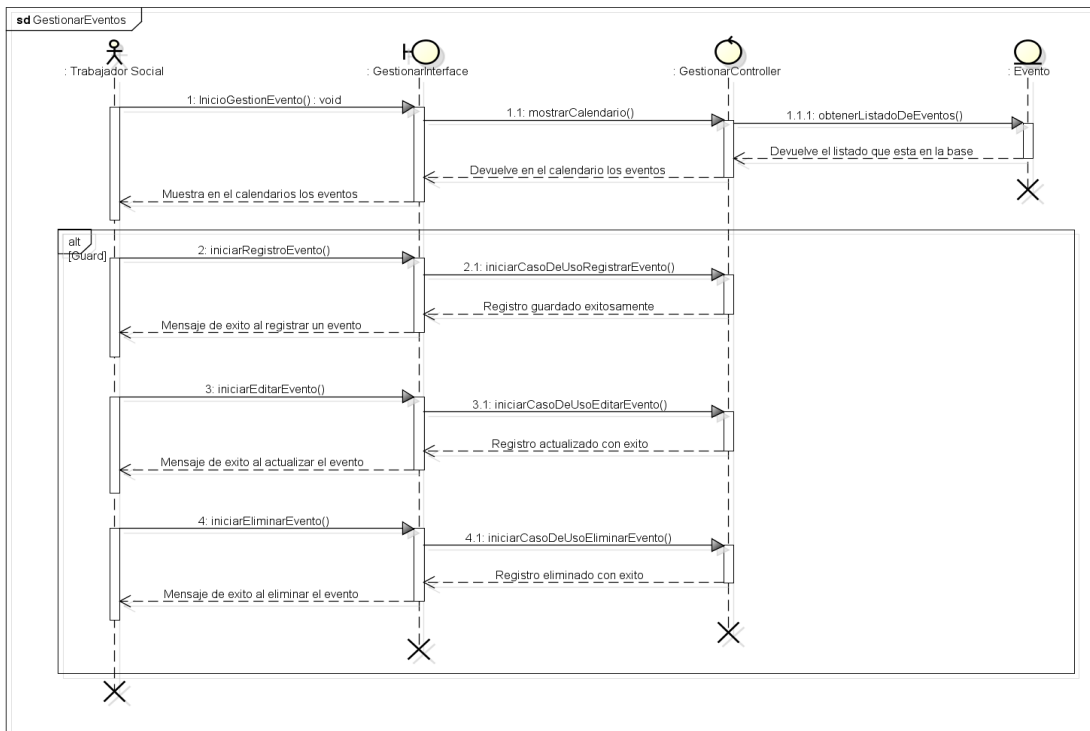 sd GestionarEventos
: Trabajador Social
: GestionarInterface
: GestionarController
: Evento
1: InicioGestionEvento() : void
1.1: mostrarCalendario()
1.1.1: obtenerListadoDeEventos()
Devuelve el listado que esta en la base
Devuelve en el calendario los eventos
Muestra en el calendarios los eventos
alt
[Guard]
2: iniciarRegistroEvento()
2.1: iniciarCasoDeUsoRegistrarEvento()
Registro guardado exitosamente
Mensaje de exito al registrar un evento
3: iniciarEditarEvento()
3.1: iniciarCasoDeUsoEditarEvento()
Registro actualizado con exito
Mensaje de exito al actualizar el evento
4: iniciarEliminarEvento()
4.1: iniciarCasoDeUsoEliminarEvento()
Registro eliminado con exito
Mensaje de exito al eliminar el evento